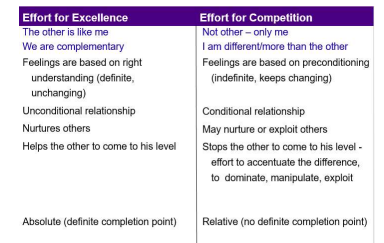 Effort for Excellence
The other is like me
We are complementary
Feelings are based on right
understanding (definite,
unchanging)
Unconditional relationship
Nurtures others
Helps the other to come to his level
Absolute (definite completion point)
Effort for Competition
Not other – only me
I am different/more than the other
Feelings are based on preconditioning
(indefinite, keeps changing)
Conditional relationship
May nurture or exploit others
Stops the other to come to his level -
effort to accentuate the difference,
to dominate, manipulate, exploit
Relative (no definite completion point)